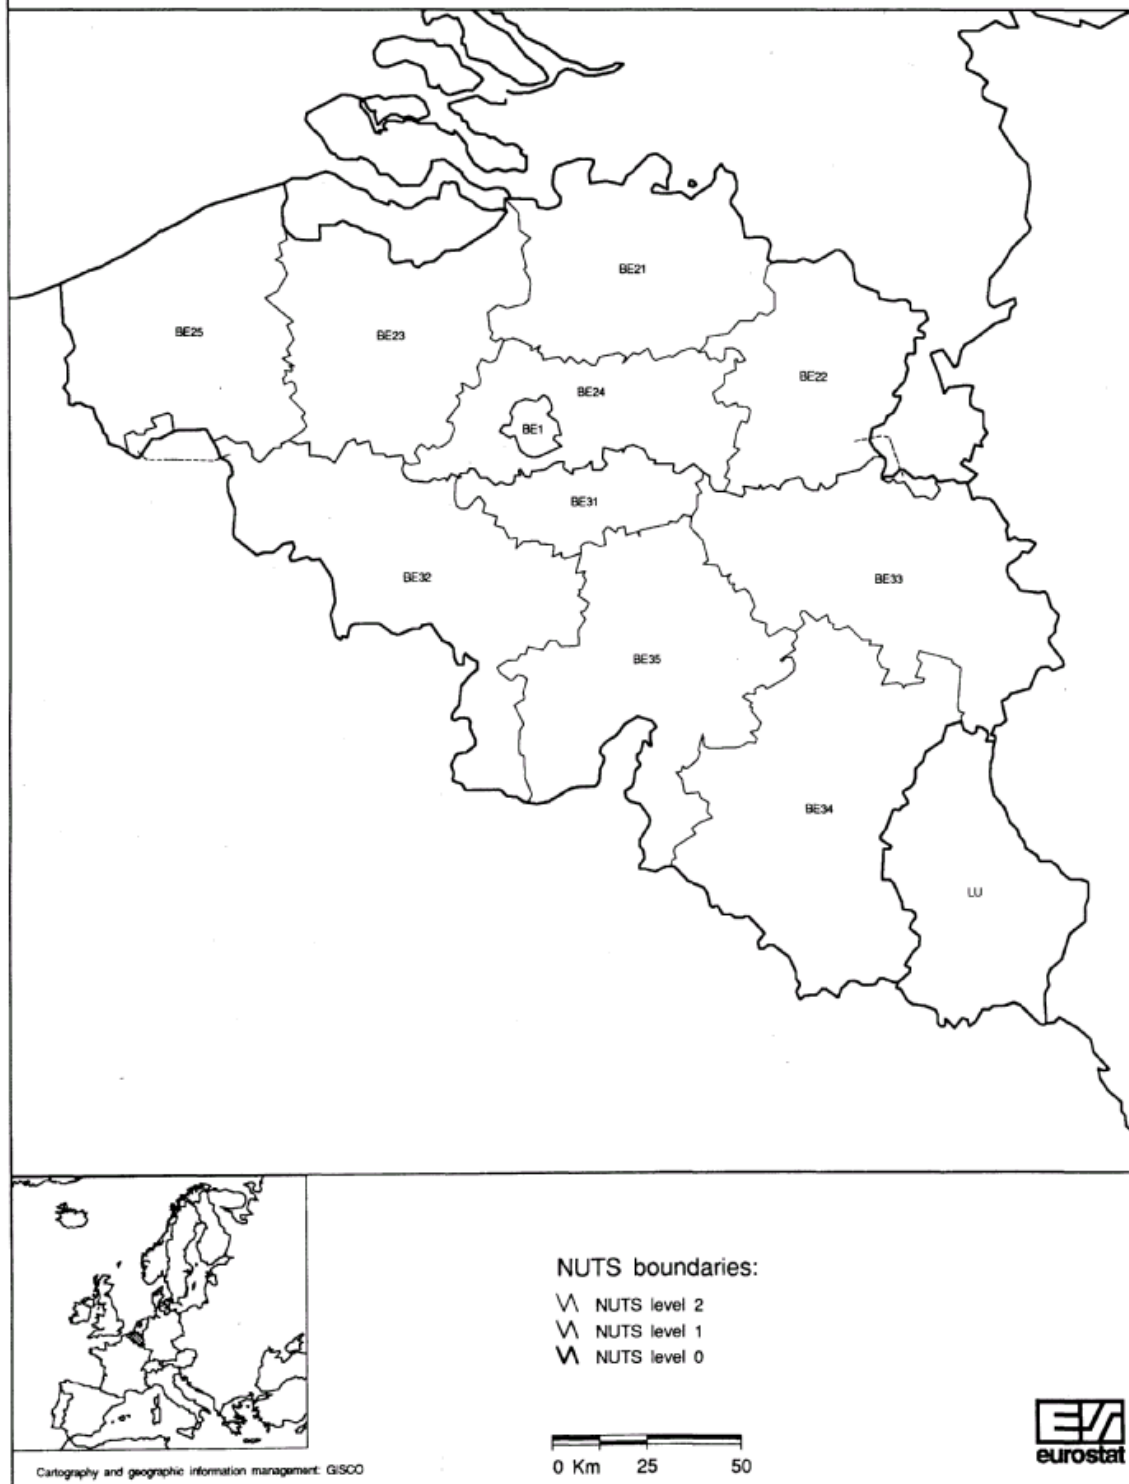 BE21
BE25
BE23
BE22
BE24
BE1
BE31
BE32
BE33
BE35
BE34
LU
NUTS boundaries:
NUTS level 2
NUTS level 1
NUTS level 0
0 Km 25 50
eurostat
Cartography and geographic information management: GISCO